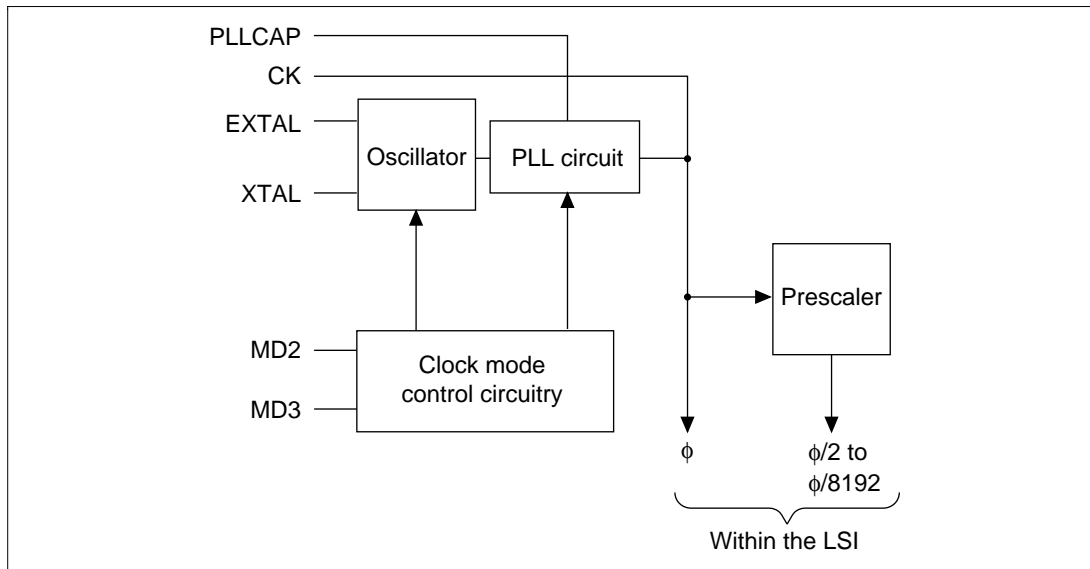 PLLCAP
CK
EXTAL
XTAL
Oscillator
PLL circuit
Prescaler
MD2
MD3
Clock mode
control circuitry
ϕ
ϕ/2 to
ϕ/8192
Within the LSI